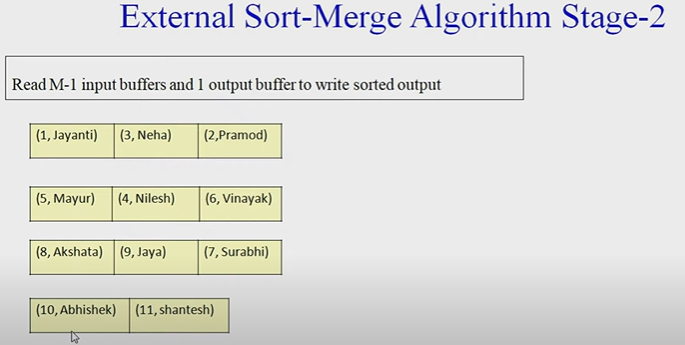 External Sort-Merge Algorithm Stage-2
Read M-1 input buffers and 1 output buffer to write sorted output
(1, Jayanti) (3, Neha) (2,Pramod)
(5, Mayur) (4, Nilesh) (6, Vinayak)
(8, Akshata) (9, Jaya) (7, Surabhi)
(10, Abhishek) (11, shantesh)